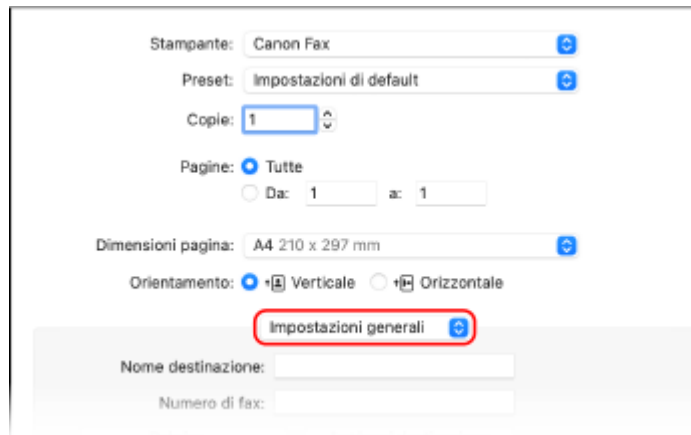 Stampante: Canon Fax
Preset: Impostazioni di default
Copie: 1
Pagine: Tutte
Da: 1 a: 1
Dimensioni pagina: A4 210 x 297 mm
Orientamento: Verticale Orizzontale
Impostazioni generali
Nome destinazione:
Numero di fax: